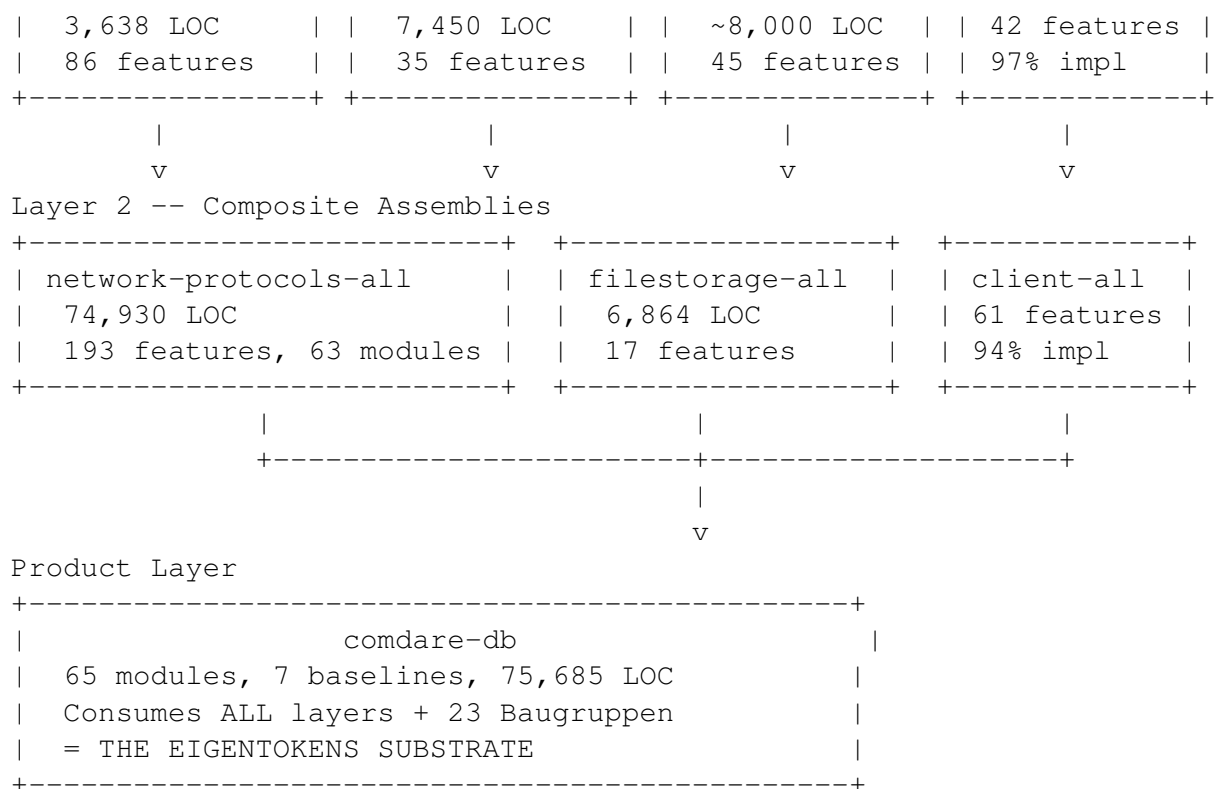 |  3,638 LOC     | |  7,450 LOC    | |  ~8,000 LOC  | | 42 features |
|  86 features   | |  35 features  | |  45 features | | 97% impl    |
+----------------+ +---------------+ +--------------+ +-------------+
        |                  |                |               |
        v                  v                v               v
Layer 2 -- Composite Assemblies
+---------------------------+  +------------------+  +-------------+
| network-protocols-all     |  | filestorage-all  |  | client-all  |
|  74,930 LOC               |  |  6,864 LOC       |  | 61 features |
|  193 features, 63 modules |  |  17 features     |  | 94% impl    |
+---------------------------+  +------------------+  +-------------+
              |                        |                    |
              +------------------------+--------------------+
                                       |
                                       v
Product Layer
+-----------------------------------------------+
|                  comdare-db                    |
|  65 modules, 7 baselines, 75,685 LOC          |
|  Consumes ALL layers + 23 Baugruppen          |
|  = THE EIGENTOKENS SUBSTRATE                  |
+-----------------------------------------------+